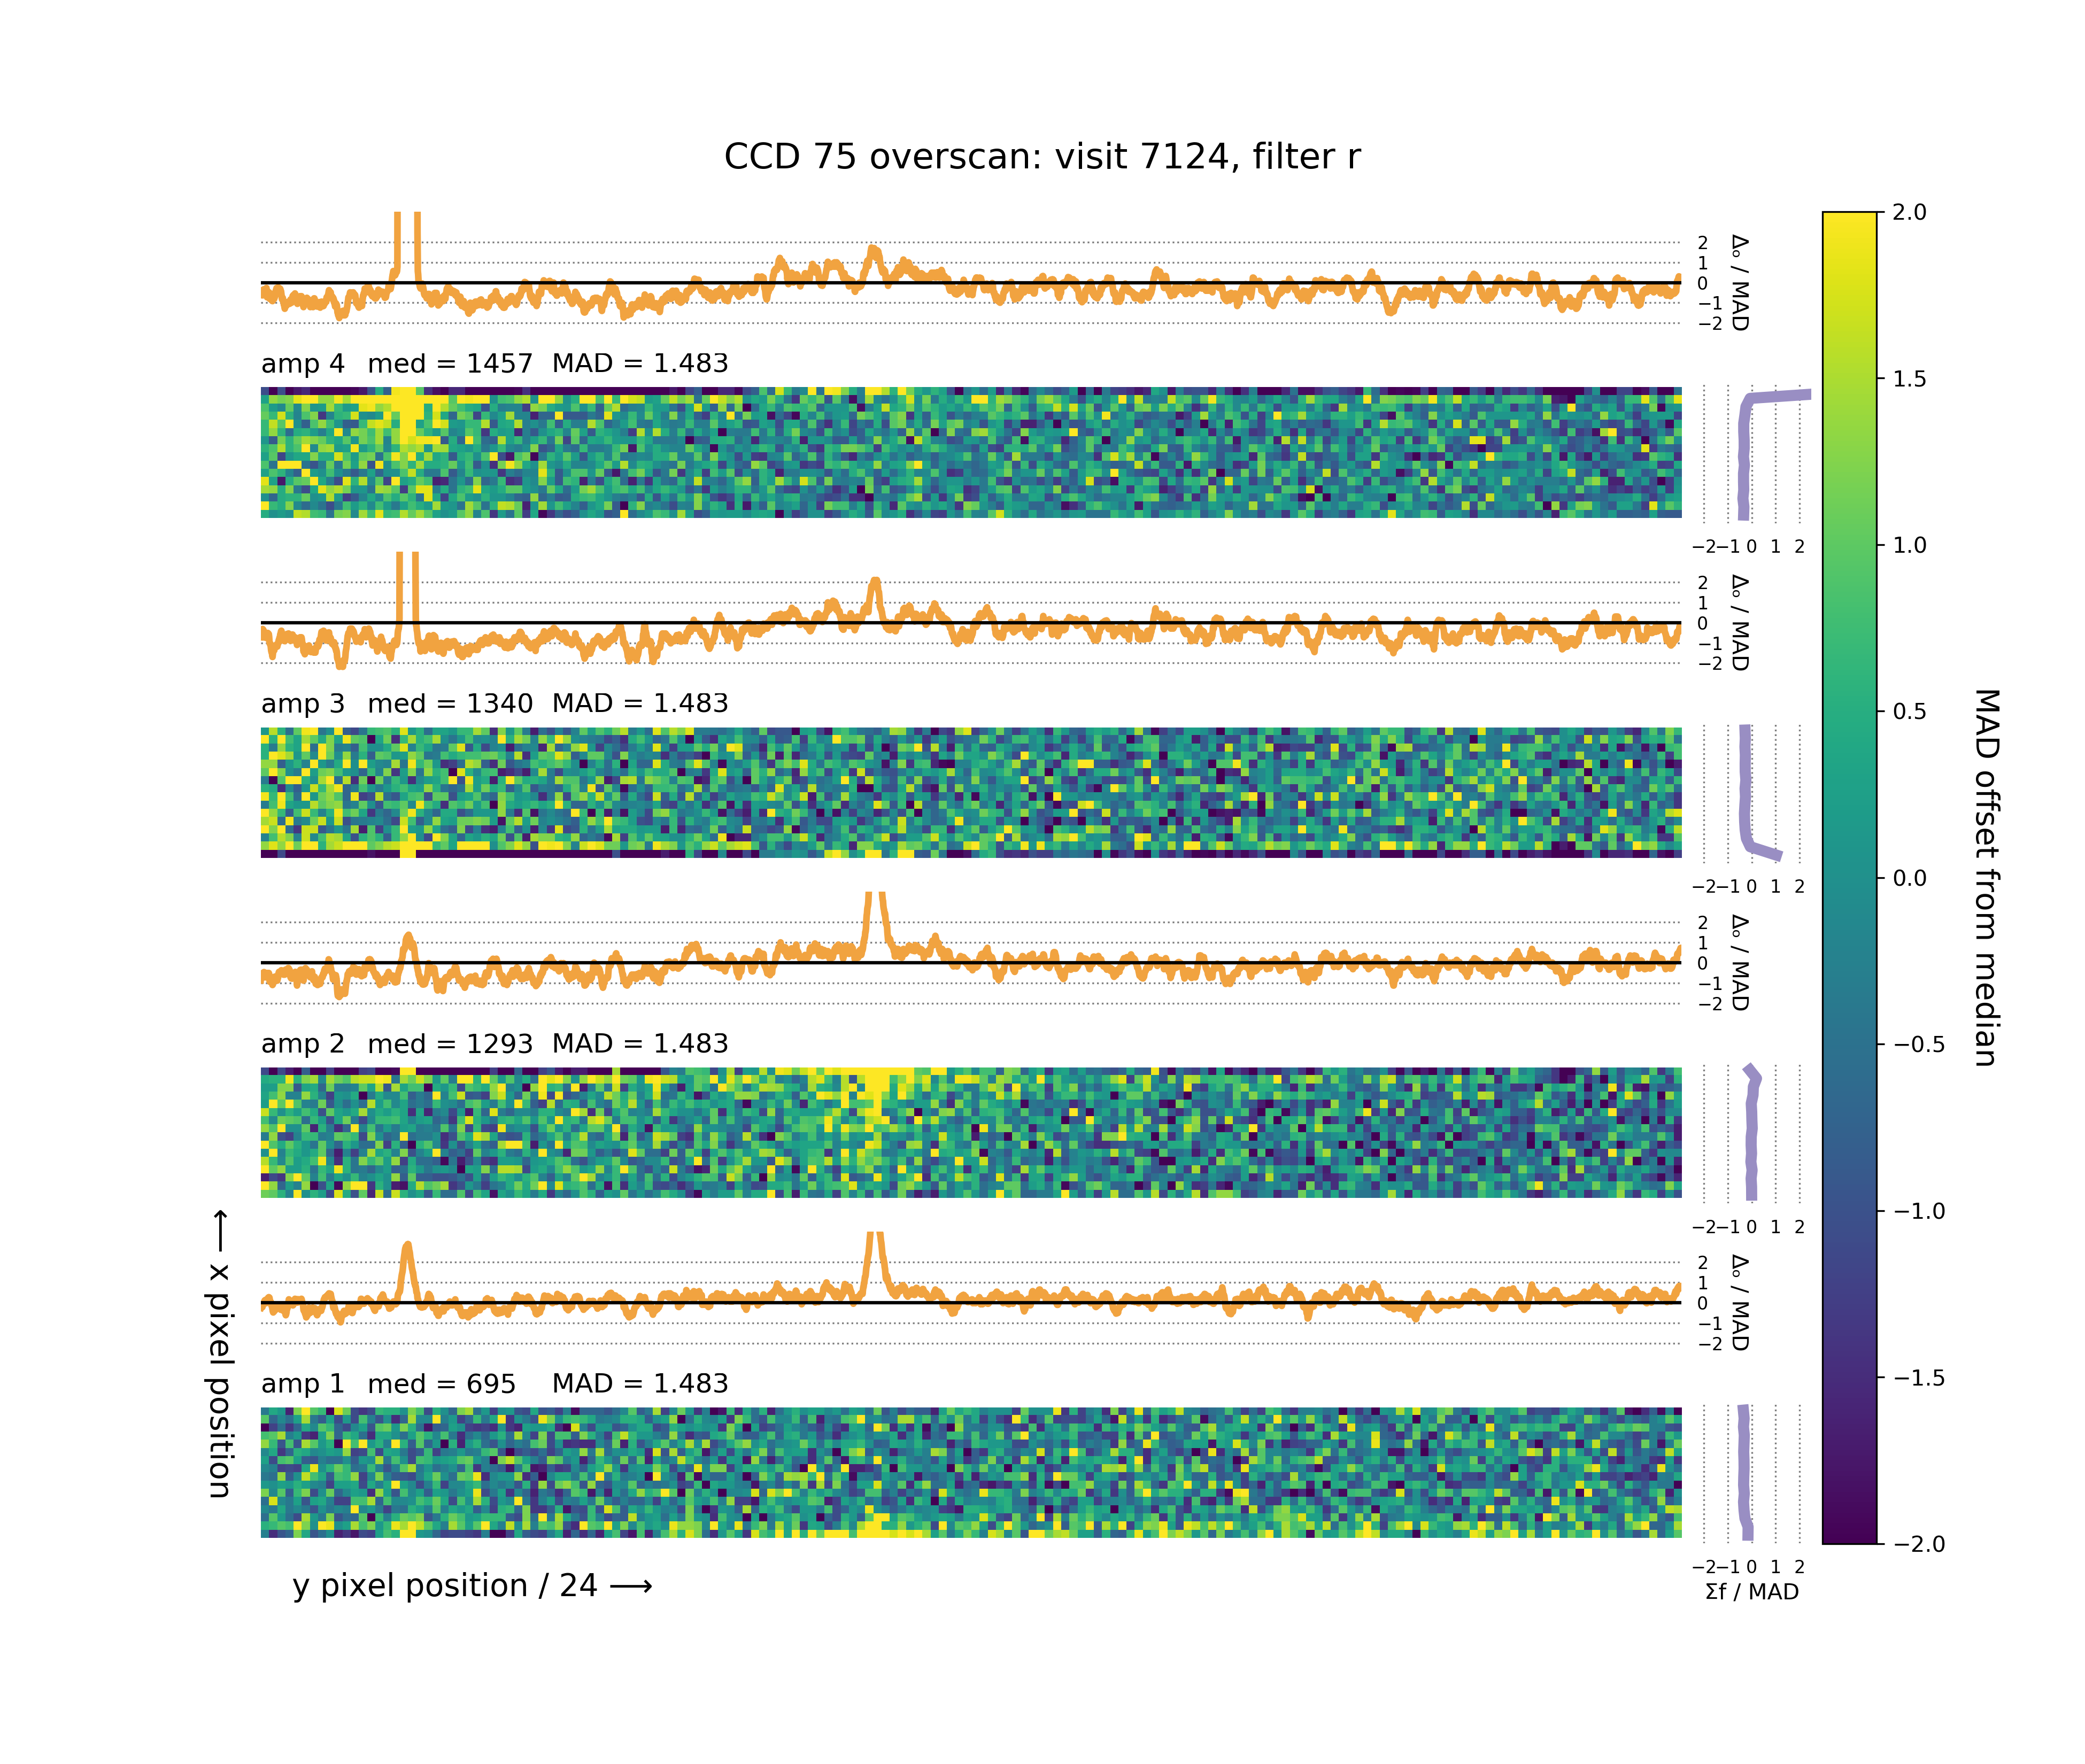 CCD 75 overscan: visit 7124, filter r
2
1
0
−1
−2
Δₒ / MAD
amp 4 med = 1457 MAD = 1.483
−2 −1 0 1 2
2
1
0
−1
−2
Δₒ / MAD
amp 3 med = 1340 MAD = 1.483
−2 −1 0 1 2
2
1
0
−1
−2
Δₒ / MAD
amp 2 med = 1293 MAD = 1.483
−2 −1 0 1 2
2
1
0
−1
−2
Δₒ / MAD
amp 1 med = 695 MAD = 1.483
−2 −1 0 1 2
Σf / MAD
⟵ x pixel position
y pixel position / 24 ⟶
2.0
1.5
1.0
0.5
0.0
−0.5
−1.0
−1.5
−2.0
MAD offset from median